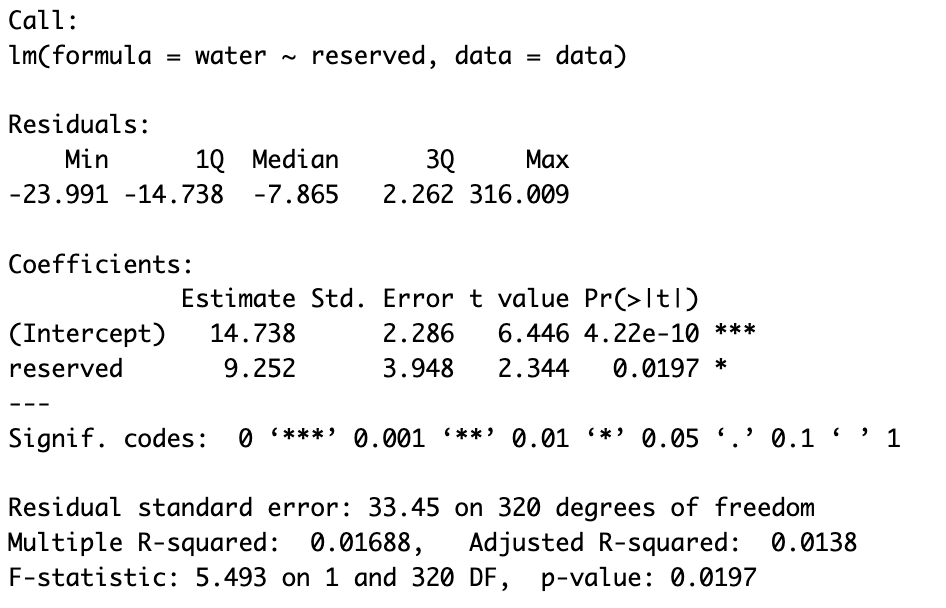 Call:
lm(formula = water ~ reserved, data = data)
Residuals:
    Min      1Q  Median      3Q     Max
-23.991 -14.738  -7.865   2.262 316.009
Coefficients:
            Estimate Std. Error t value Pr(>|t|)
(Intercept)   14.738      2.286   6.446 4.22e-10 ***
reserved       9.252      3.948   2.344   0.0197 *
---
Signif. codes:  0 ‘***’ 0.001 ‘**’ 0.01 ‘*’ 0.05 ‘.’ 0.1 ‘ ’ 1
Residual standard error: 33.45 on 320 degrees of freedom
Multiple R-squared:  0.01688,   Adjusted R-squared:  0.0138
F-statistic: 5.493 on 1 and 320 DF,  p-value: 0.0197